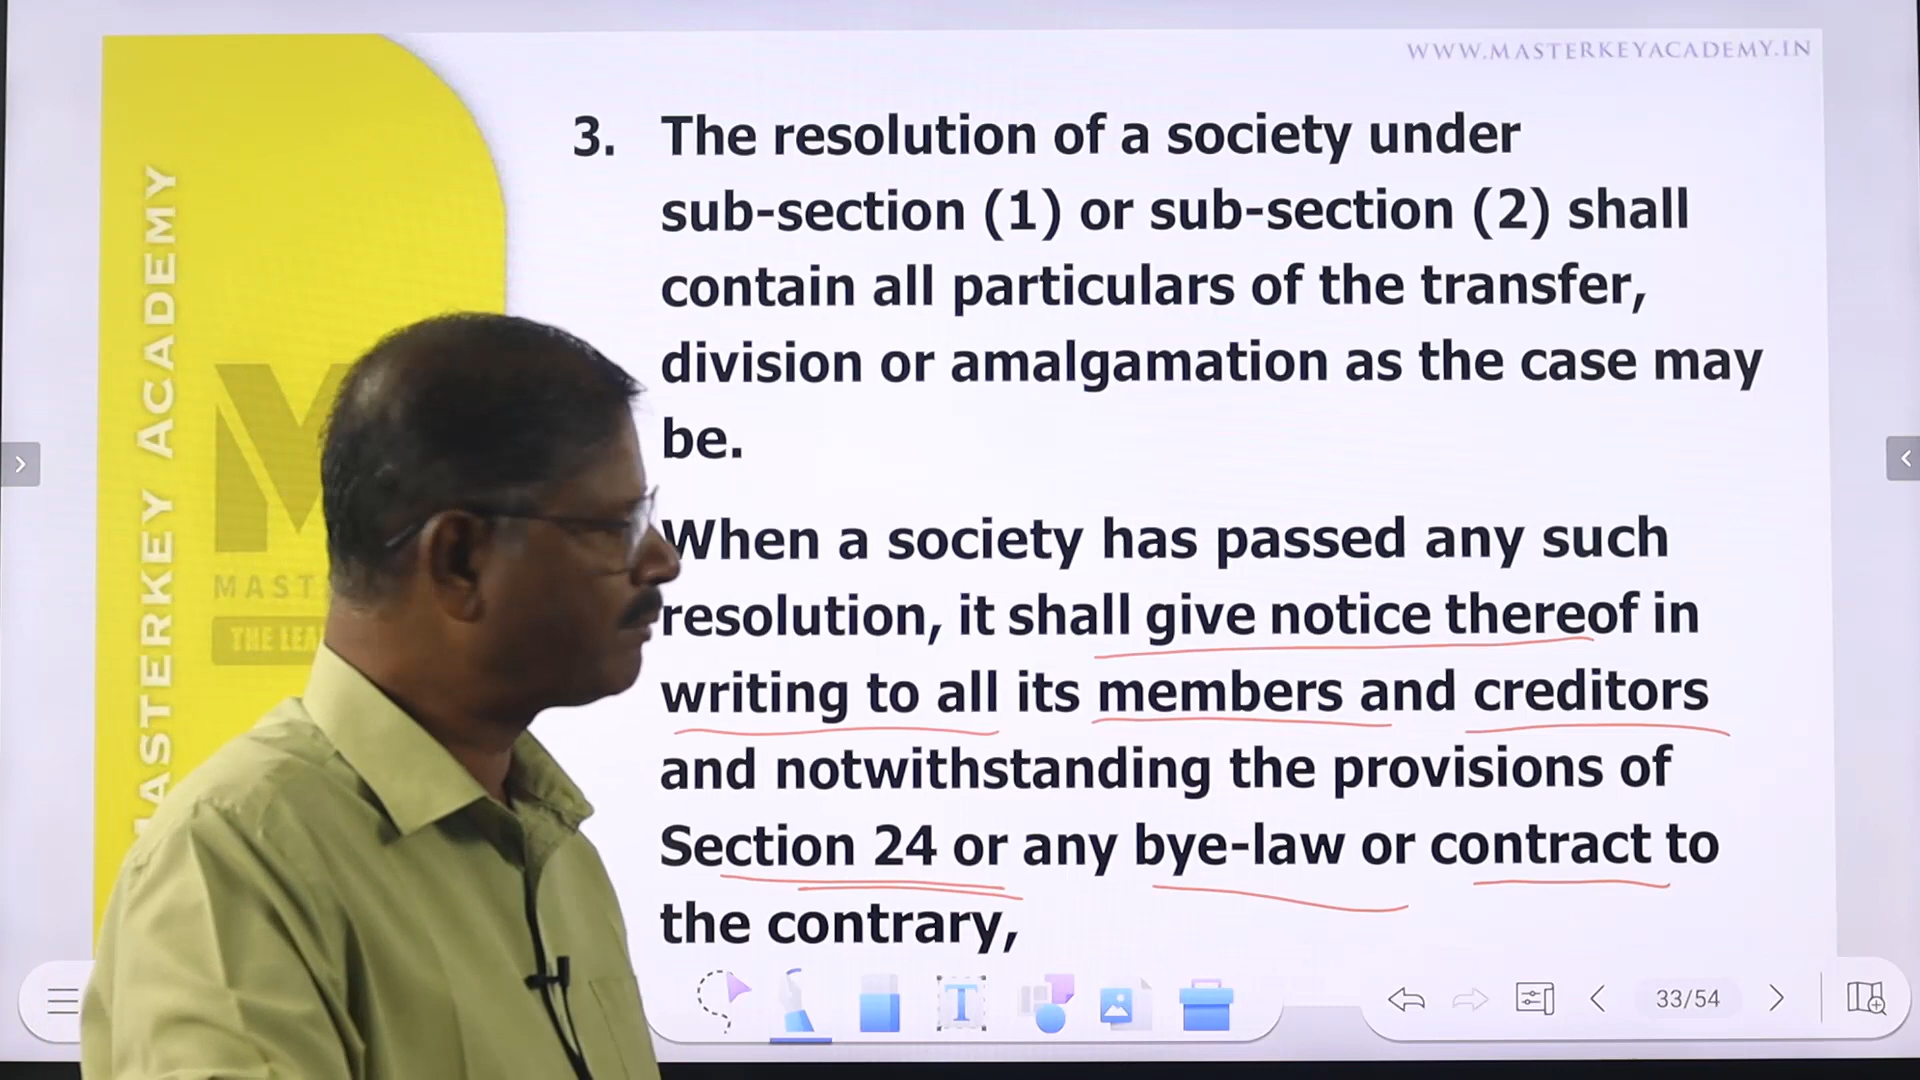 WWW.MASTERKEYACADEMY.IN
MASTERKEY ACADEMY
MAST
THE LEA
3. The resolution of a society under
sub-section (1) or sub-section (2) shall
contain all particulars of the transfer,
division or amalgamation as the case may
be.
When a society has passed any such
resolution, it shall give notice thereof in
writing to all its members and creditors
and notwithstanding the provisions of
Section 24 or any bye-law or contract to
the contrary,
33/54